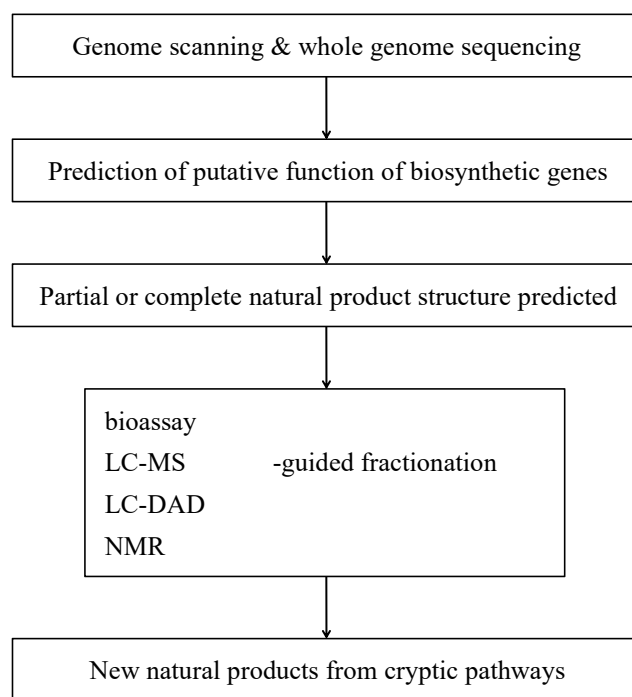 Genome scanning & whole genome sequencing
Prediction of putative function of biosynthetic genes
Partial or complete natural product structure predicted
bioassay
LC-MS -guided fractionation
LC-DAD
NMR
New natural products from cryptic pathways